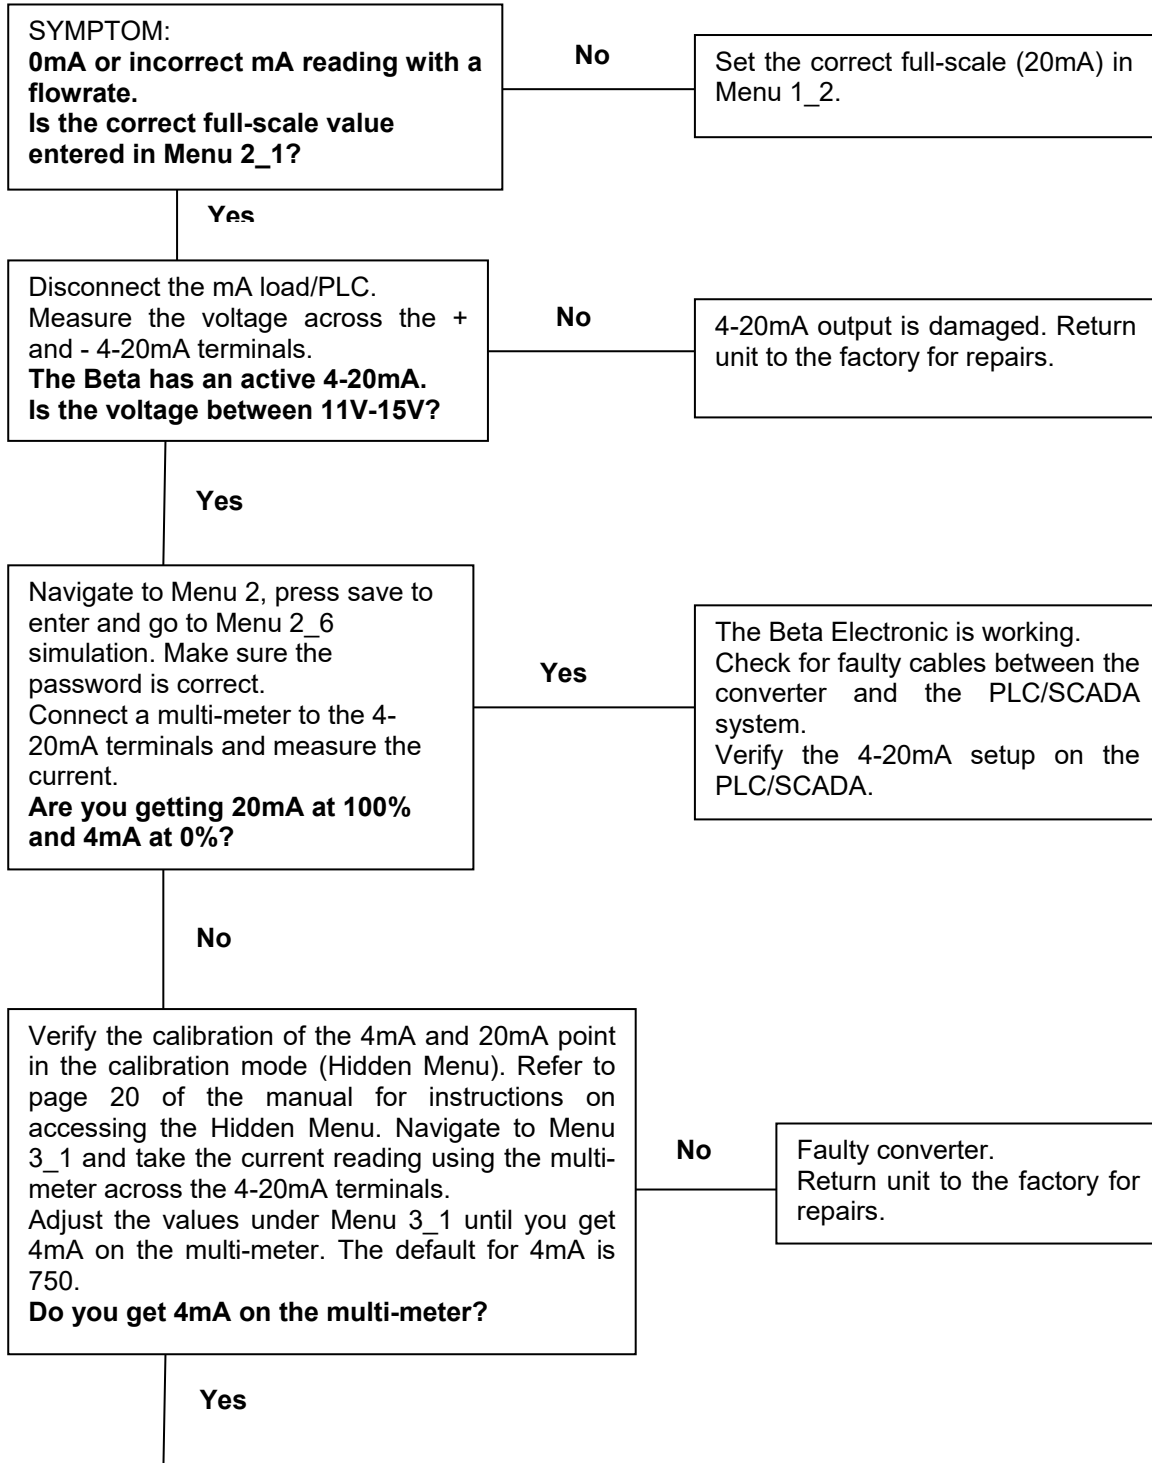 SYMPTOM:
0mA or incorrect mA reading with a
flowrate.
Is the correct full-scale value
entered in Menu 2_1?
No
Set the correct full-scale (20mA) in
Menu 1_2.
Yes
Disconnect the mA load/PLC.
Measure the voltage across the +
and - 4-20mA terminals.
The Beta has an active 4-20mA.
Is the voltage between 11V-15V?
No
4-20mA output is damaged. Return
unit to the factory for repairs.
Yes
Navigate to Menu 2, press save to
enter and go to Menu 2_6
simulation. Make sure the
password is correct.
Connect a multi-meter to the 4-
20mA terminals and measure the
current.
Are you getting 20mA at 100%
and 4mA at 0%?
Yes
The Beta Electronic is working.
Check for faulty cables between the
converter and the PLC/SCADA
system.
Verify the 4-20mA setup on the
PLC/SCADA.
No
Verify the calibration of the 4mA and 20mA point
in the calibration mode (Hidden Menu). Refer to
page 20 of the manual for instructions on
accessing the Hidden Menu. Navigate to Menu
3_1 and take the current reading using the multi-
meter across the 4-20mA terminals.
Adjust the values under Menu 3_1 until you get
4mA on the multi-meter. The default for 4mA is
750.
Do you get 4mA on the multi-meter?
No
Faulty converter.
Return unit to the factory for
repairs.
Yes